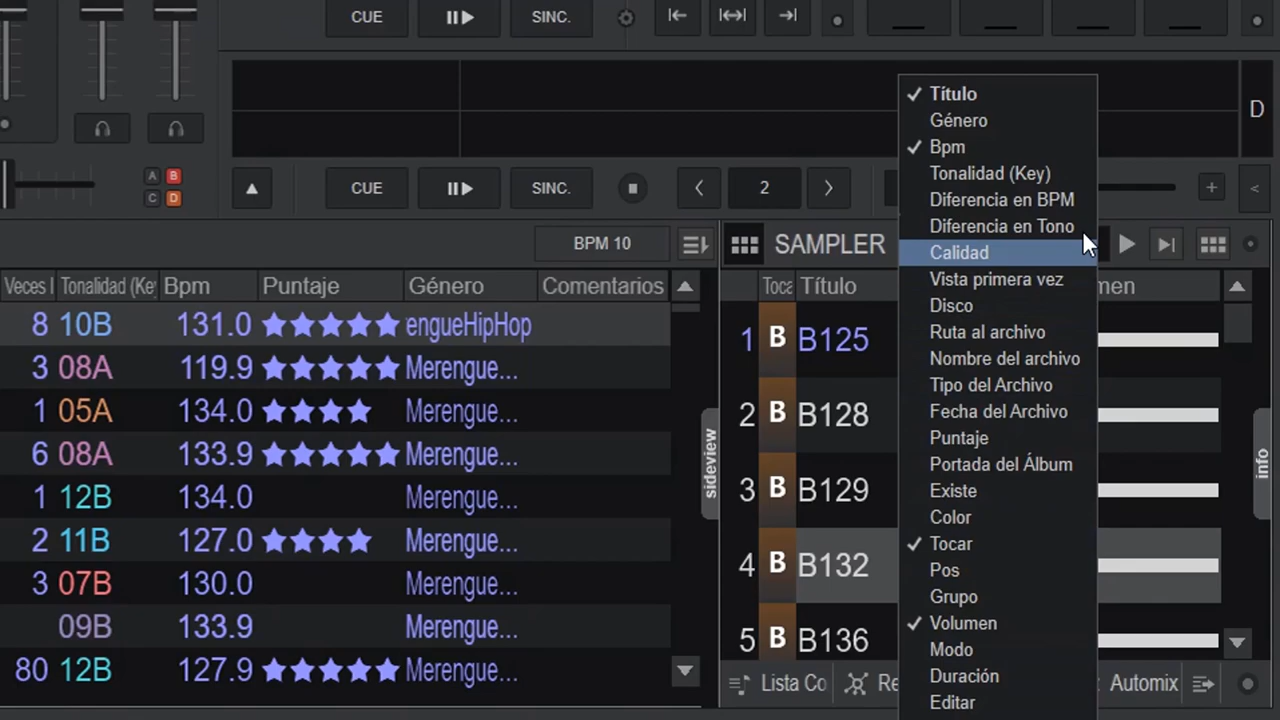 CUE
SINC.
D
A B
C D
CUE
SINC.
2
BPM 10
SAMPLER
Tonalidad (Ke
Bpm
Puntaje
Género
Comentarios
Título
8 10B 131.0 engueHipHop
3 08A 119.9 Merengue...
1 05A 134.0 Merengue...
6 08A 133.9 Merengue...
1 12B 134.0 Merengue...
2 11B 127.0 Merengue...
3 07B 130.0 Merengue...
09B 133.9 Merengue...
80 12B 127.9 Merengue...
sideview
1 B B125
2 B B128
3 B B129
4 B B132
5 B B136
Título
Género
Bpm
Tonalidad (Key)
Diferencia en BPM
Diferencia en Tono
Calidad
Vista primera vez
Disco
Ruta al archivo
Nombre del archivo
Tipo del Archivo
Fecha del Archivo
Puntaje
Portada del Álbum
Existe
Color
Tocar
Pos
Grupo
Volumen
Modo
Duración
Editar
men
info
Lista Co
Re
Automix